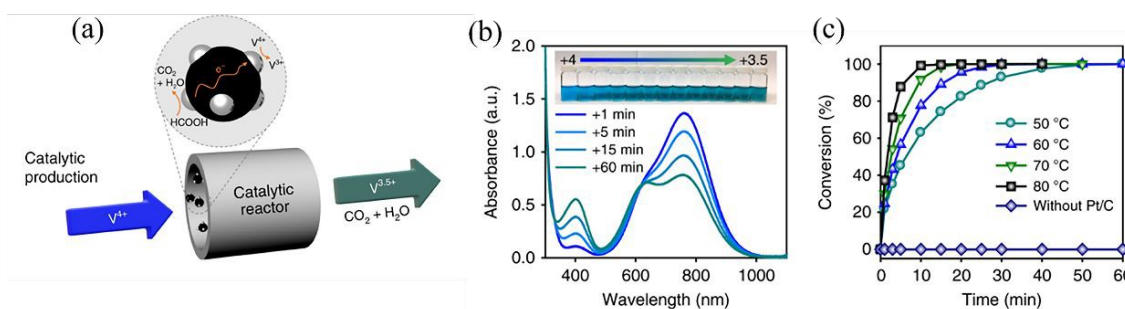 (a)
V4+
e−
V3+
CO2
+ H2O
HCOOH
Catalytic
production
V4+
Catalytic
reactor
V3.5+
CO2 + H2O
(b)
2.0
1.5
1.0
0.5
0.0
Absorbance (a.u.)
+4
+3.5
+1 min
+5 min
+15 min
+60 min
400 600 800 1000
Wavelength (nm)
(c)
100
80
60
40
20
0
Conversion (%)
50 °C
60 °C
70 °C
80 °C
Without Pt/C
0 10 20 30 40 50 60
Time (min)